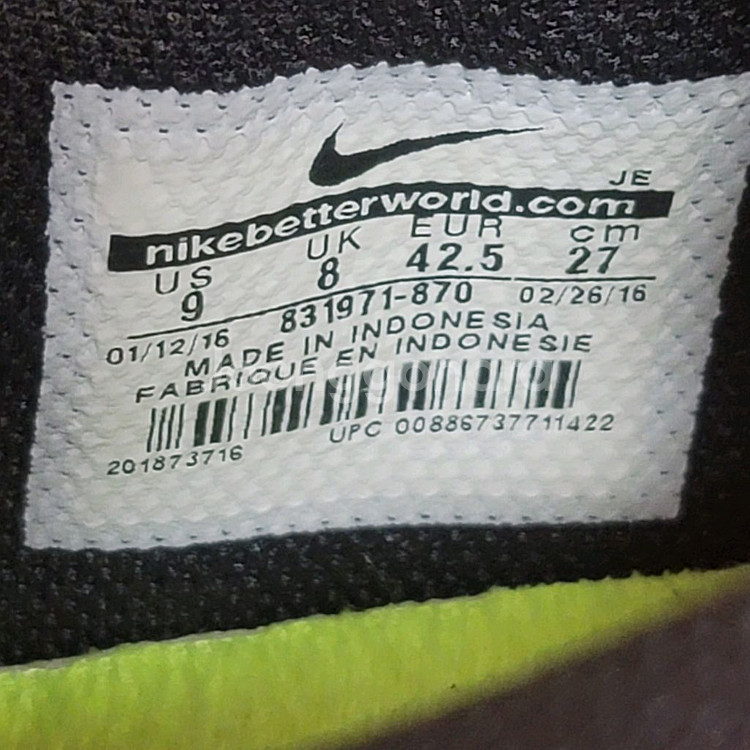 JE
nikebetterworld.com
US UK EUR cm
9 8 42.5 27
01/12/16 831971-870 02/26/16
MADE IN INDONESIA
FABRIQUE EN INDONESIE
201873716 UPC 00886737711422